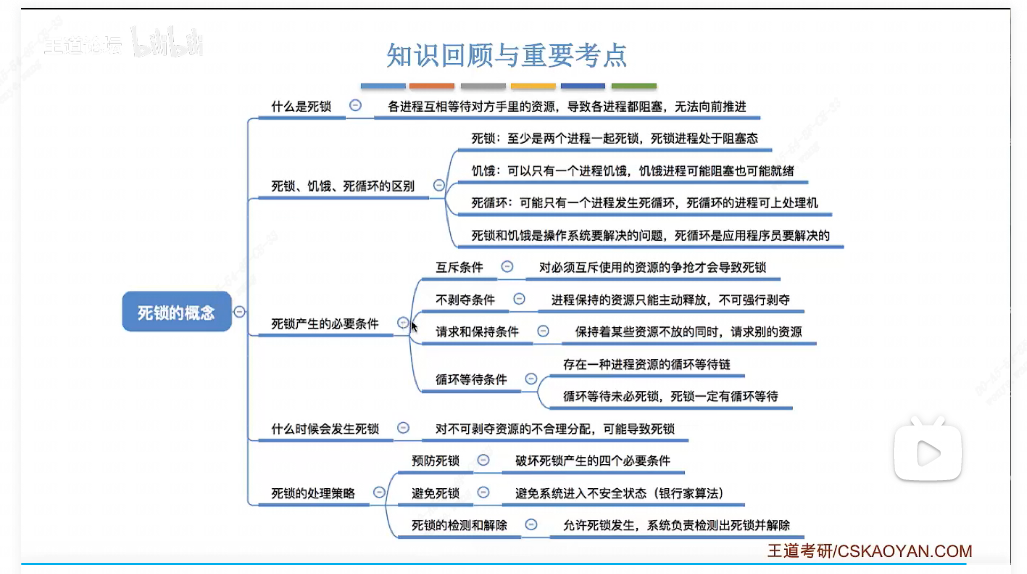 王道论坛 bilibili
知识回顾与重要考点
什么是死锁
各进程互相等待对方手里的资源，导致各进程都阻塞，无法向前推进
死锁：至少是两个进程一起死锁，死锁进程处于阻塞态
死锁、饥饿、死循环的区别
饥饿：可以只有一个进程饥饿，饥饿进程可能阻塞也可能就绪
死循环：可能只有一个进程发生死循环，死循环的进程可上处理机
死锁和饥饿是操作系统要解决的问题，死循环是应用程序员要解决的
死锁的概念
死锁产生的必要条件
互斥条件
对必须互斥使用的资源的争抢才会导致死锁
不剥夺条件
进程保持的资源只能主动释放，不可强行剥夺
请求和保持条件
保持着某些资源不放的同时，请求别的资源
循环等待条件
存在一种进程资源的循环等待链
循环等待未必死锁，死锁一定有循环等待
什么时候会发生死锁
对不可剥夺资源的不合理分配，可能导致死锁
死锁的处理策略
预防死锁
破坏死锁产生的四个必要条件
避免死锁
避免系统进入不安全状态（银行家算法）
死锁的检测和解除
允许死锁发生，系统负责检测出死锁并解除
王道考研/CSKAOYAN.COM